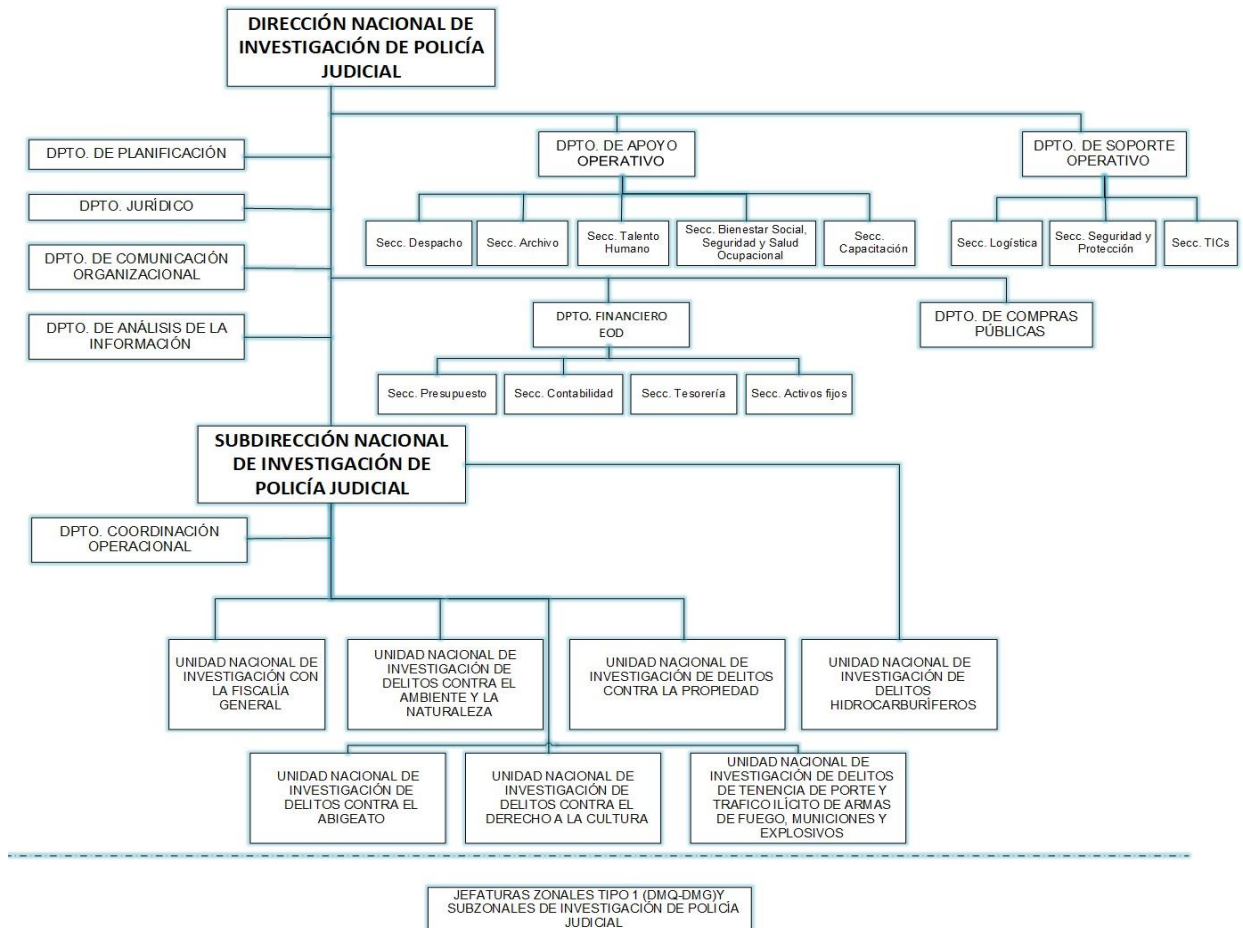 DIRECCIÓN NACIONAL DE
INVESTIGACIÓN DE POLICÍA
JUDICIAL
DPTO. DE PLANIFICACIÓN
DPTO. JURÍDICO
DPTO. DE COMUNICACIÓN
ORGANIZACIONAL
DPTO. DE ANÁLISIS DE LA
INFORMACIÓN
DPTO. DE APOYO
OPERATIVO
DPTO. DE SOPORTE
OPERATIVO
Secc. Despacho
Secc. Archivo
Secc. Talento
Humano
Secc. Bienestar Social,
Seguridad y Salud
Ocupacional
Secc.
Capacitación
Secc. Logística
Secc. Seguridad y
Protección
Secc. TICs
DPTO. FINANCIERO
EOD
DPTO. DE COMPRAS
PÚBLICAS
Secc. Presupuesto
Secc. Contabilidad
Secc. Tesorería
Secc. Activos fijos
SUBDIRECCIÓN NACIONAL
DE INVESTIGACIÓN DE
POLICÍA JUDICIAL
DPTO. COORDINACIÓN
OPERACIONAL
UNIDAD NACIONAL DE
INVESTIGACIÓN CON
LA FISCALÍA
GENERAL
UNIDAD NACIONAL DE
INVESTIGACIÓN DE
DELITOS CONTRA EL
AMBIENTE Y LA
NATURALEZA
UNIDAD NACIONAL DE
INVESTIGACIÓN DE DELITOS
CONTRA LA PROPIEDAD
UNIDAD NACIONAL DE
INVESTIGACIÓN DE
DELITOS
HIDROCARBURÌFEROS
UNIDAD NACIONAL DE
INVESTIGACIÓN DE
DELITOS CONTRA EL
ABIGEATO
UNIDAD NACIONAL DE
INVESTIGACIÓN DE
DELITOS CONTRA EL
DERECHO A LA CULTURA
UNIDAD NACIONAL DE
INVESTIGACIÓN DE DELITOS
DE TENENCIA DE PORTE Y
TRAFICO ILÍCITO DE ARMAS
DE FUEGO, MUNICIONES Y
EXPLOSIVOS
JEFATURAS ZONALES TIPO 1 (DMQ-DMG)Y
SUBZONALES DE INVESTIGACIÓN DE POLICÍA
JUDICIAL